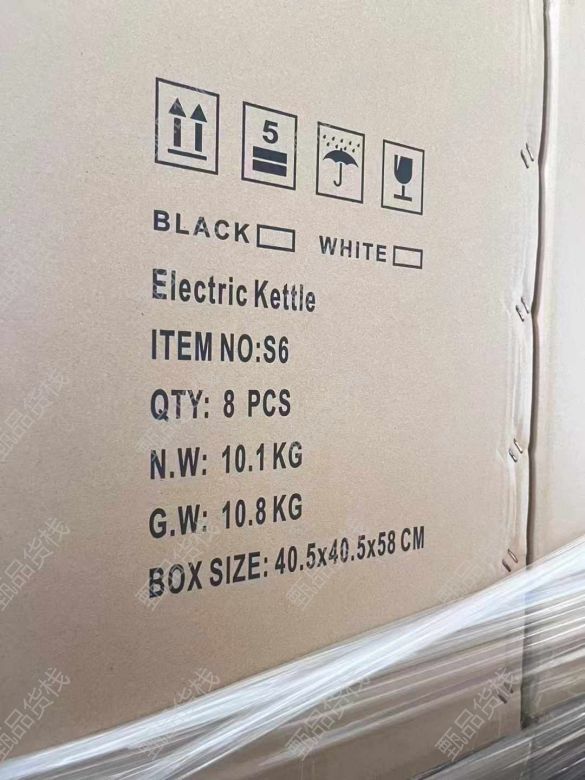 5
BLACK WHITE
Electric Kettle
ITEM NO:S6
QTY: 8 PCS
N.W: 10.1 KG
G.W: 10.8 KG
BOX SIZE: 40.5x40.5x58 CM
甄品货栈